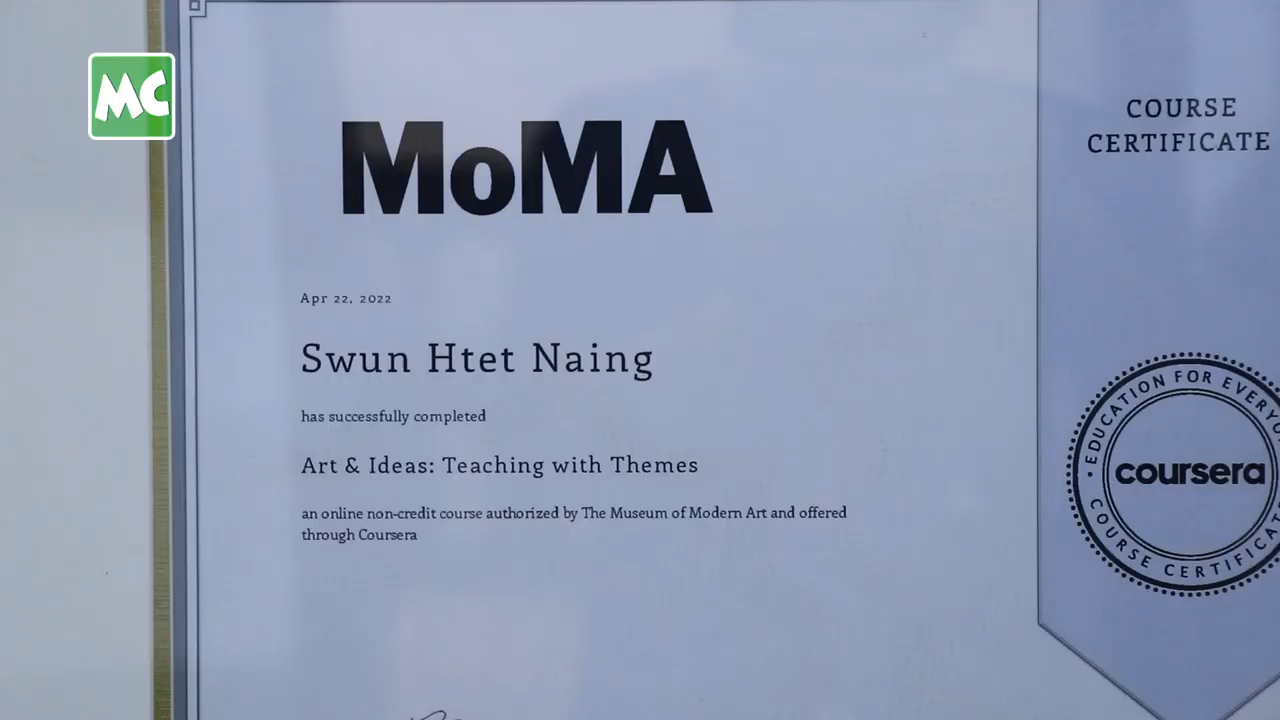 MC
MoMA
Apr 22, 2022
Swun Htet Naing
has successfully completed
Art & Ideas: Teaching with Themes
an online non-credit course authorized by The Museum of Modern Art and offered
through Coursera
COURSE
CERTIFICATE
EDUCATION FOR EVERYO
coursera
COURSE CERTIFICAT